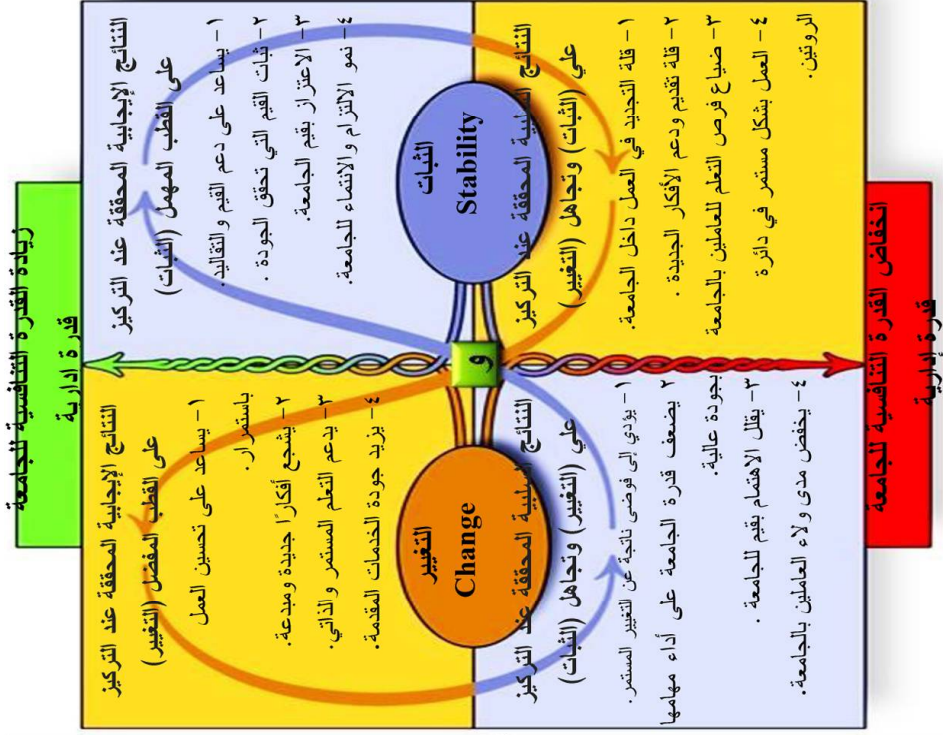 زيادة القدرة التنافسية للجامعة
قدرة ادارية
النتائج الإيجابية المحققة عند التركيز
على القطب المهمل (الثبات)
١- يساعد على دعم القيم والتقاليد.
٢- ثبات القيم التي تحقق الجودة .
٣- الاعتزاز بقيم الجامعة.
٤- نمو الالتزام والانتماء للجامعة.
النتائج الإيجابية المحققة عند التركيز
على القطب المفضل (التغيير)
١- يساعد على تحسين العمل
باستمرار.
٢- يشجع أفكارًا جديدة ومبدعة.
٣- يدعم التعلم المستمر والذاتي.
٤- يزيد جودة الخدمات المقدمة.
الثبات
Stability
و
التغيير
Change
النتائج السلبية المحققة عند التركيز
علي (الثبات) وتجاهل (التغيير)
١- قلة التجديد في العمل داخل الجامعة.
٢- قلة تقديم ودعم الأفكار الجديدة .
٣- ضياع فرص التعلم للعاملين بالجامعة
٤- العمل بشكل مستمر في دائرة
الروتين.
النتائج السلبية المحققة عند التركيز
علي (التغيير) وتجاهل (الثبات)
١- يؤدي إلى فوضى ناتجة عن التغيير المستمر.
٢ يضعف قدرة الجامعة على أداء مهامها
بجودة عالية.
٣- يقلل الاهتمام بقيم للجامعة .
٤- يخفض مدى ولاء العاملين بالجامعة.
انخفاض القدرة التنافسية للجامعة
قدرة إدارية